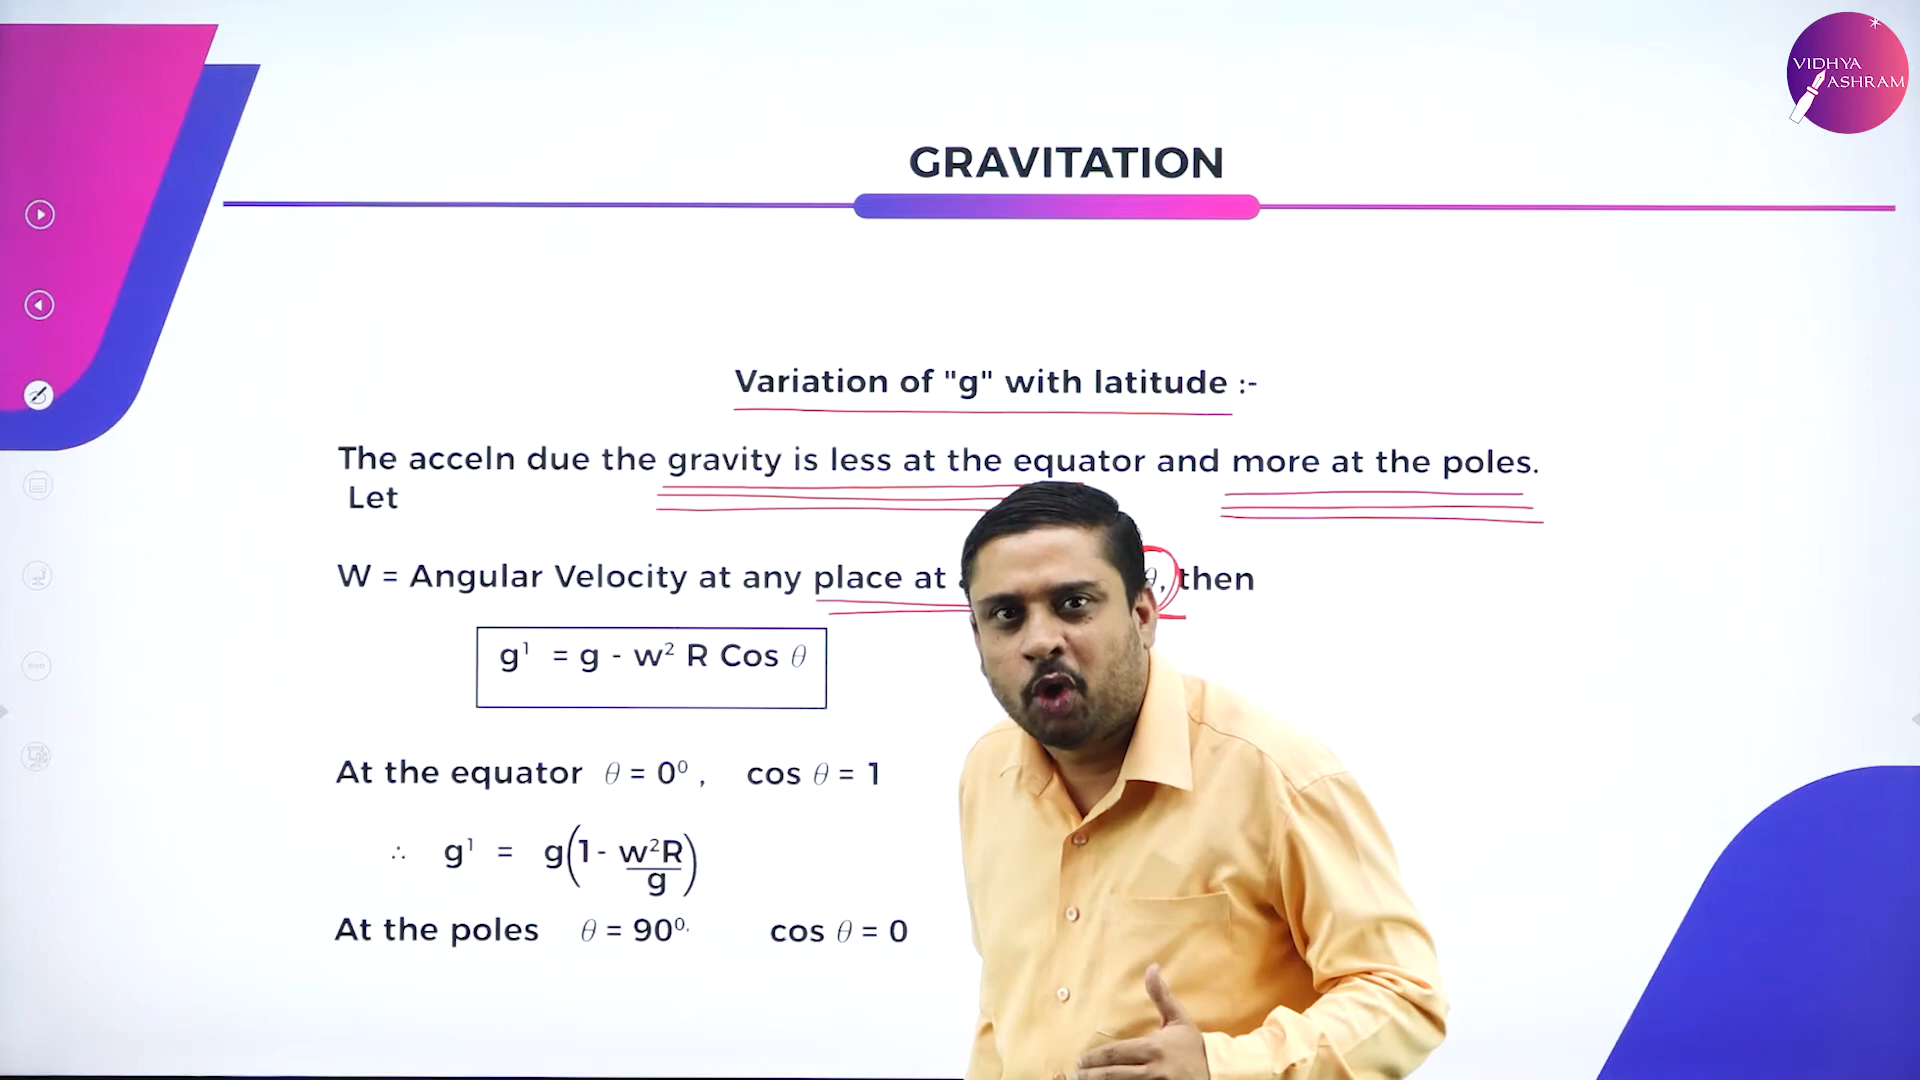 VIDHYA
ASHRAM
GRAVITATION
Variation of "g" with latitude :-
The acceln due the gravity is less at the equator and more at the poles.
Let
W = Angular Velocity at any place at θ, then
g¹ = g - w² R Cos θ
At the equator θ = 0⁰ , cos θ = 1
∴ g¹ = g(1 - w²R/g)
At the poles θ = 90⁰· cos θ = 0